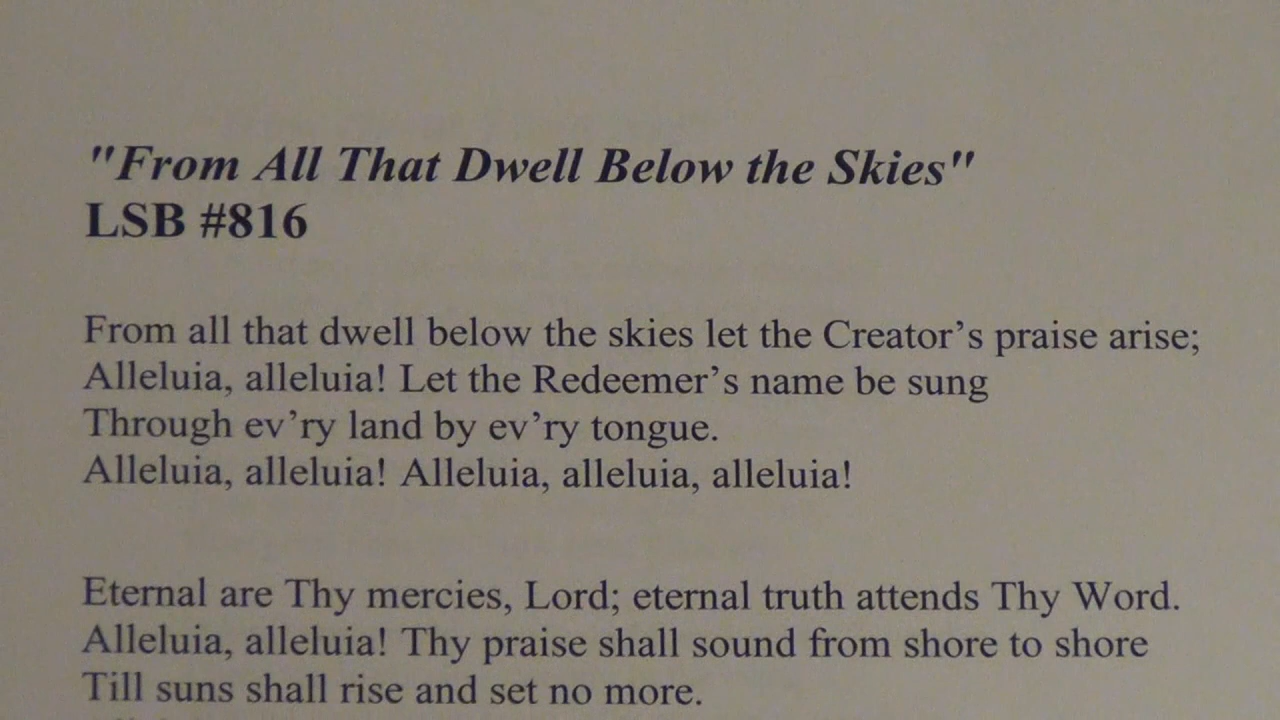 "From All That Dwell Below the Skies"
LSB #816
From all that dwell below the skies let the Creator’s praise arise;
Alleluia, alleluia! Let the Redeemer’s name be sung
Through ev’ry land by ev’ry tongue.
Alleluia, alleluia! Alleluia, alleluia, alleluia!
Eternal are Thy mercies, Lord; eternal truth attends Thy Word.
Alleluia, alleluia! Thy praise shall sound from shore to shore
Till suns shall rise and set no more.